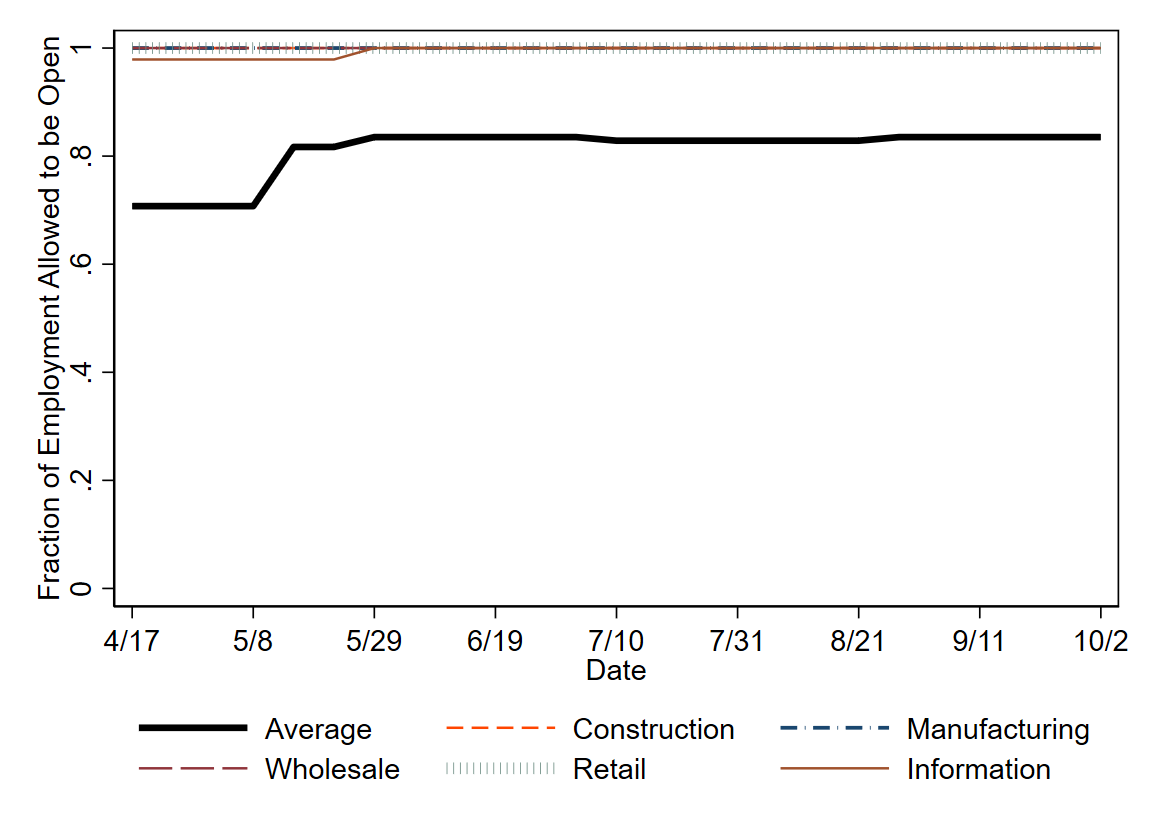 Fraction of Employment Allowed to be Open
1
.8
.6
.4
.2
0
4/17 5/8 5/29 6/19 7/10 7/31 8/21 9/11 10/2
Date
Average Construction Manufacturing
Wholesale Retail Information